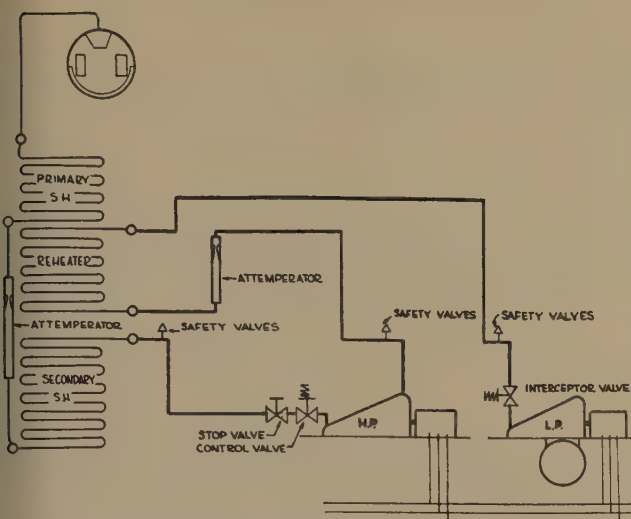 PRIMARY
S H
REHEATER
ATTEMPERATOR
ATTEMPERATOR
SAFETY VALVES
SAFETY VALVES
SAFETY VALVES
SECONDARY
S.H
INTERCEPTOR VALVE
STOP VALVE
CONTROL VALVE
H.P.
L.P.